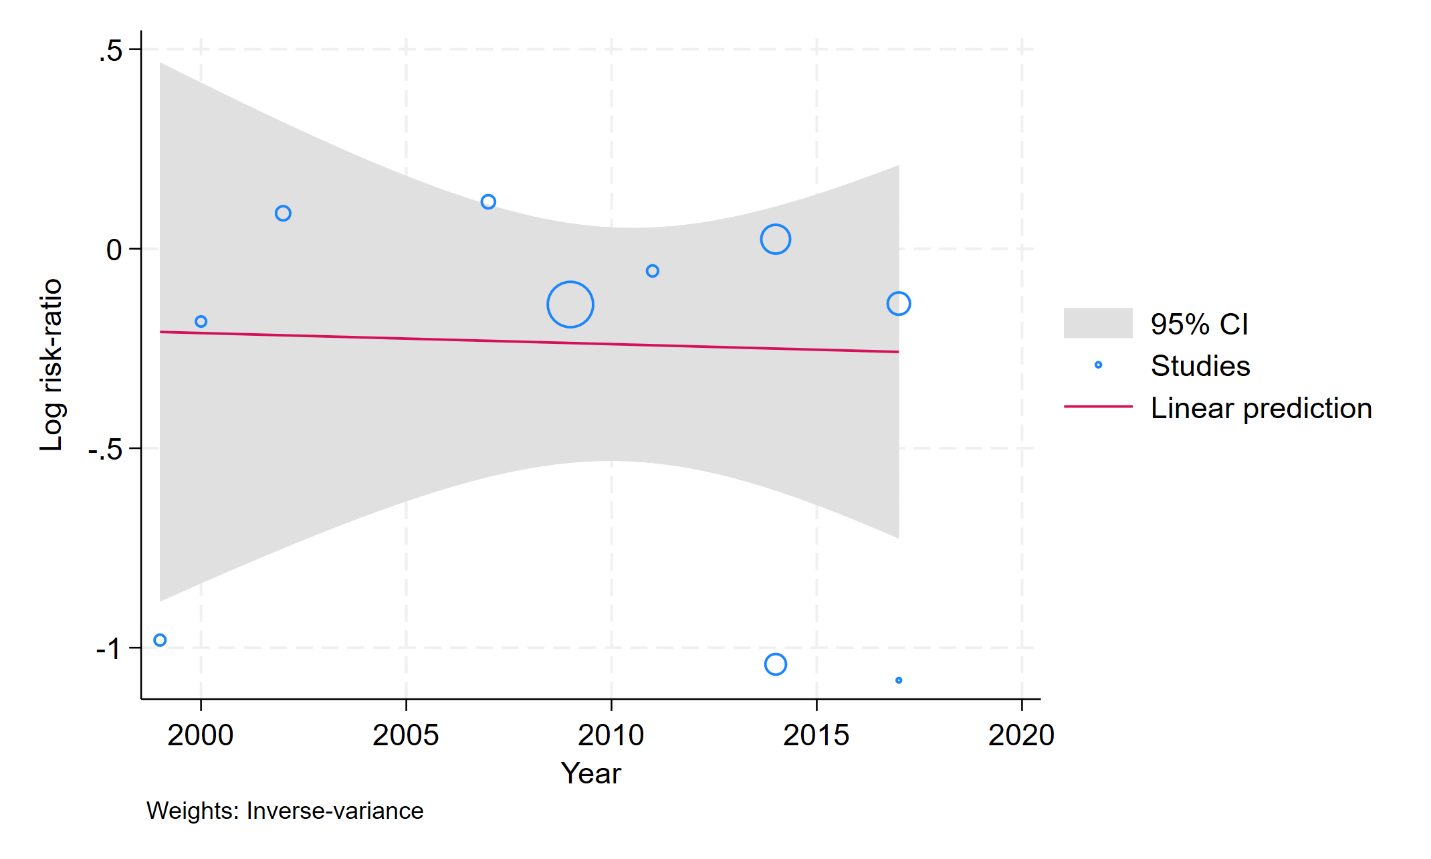 .5
0
-.5
-1
Log risk-ratio
2000 2005 2010 2015 2020
Year
Weights: Inverse-variance
95% CI
Studies
Linear prediction